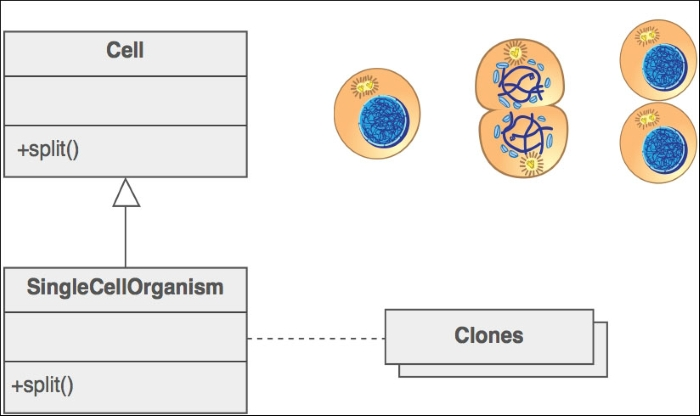 Cell
+split()
SingleCellOrganism
+split()
Clones